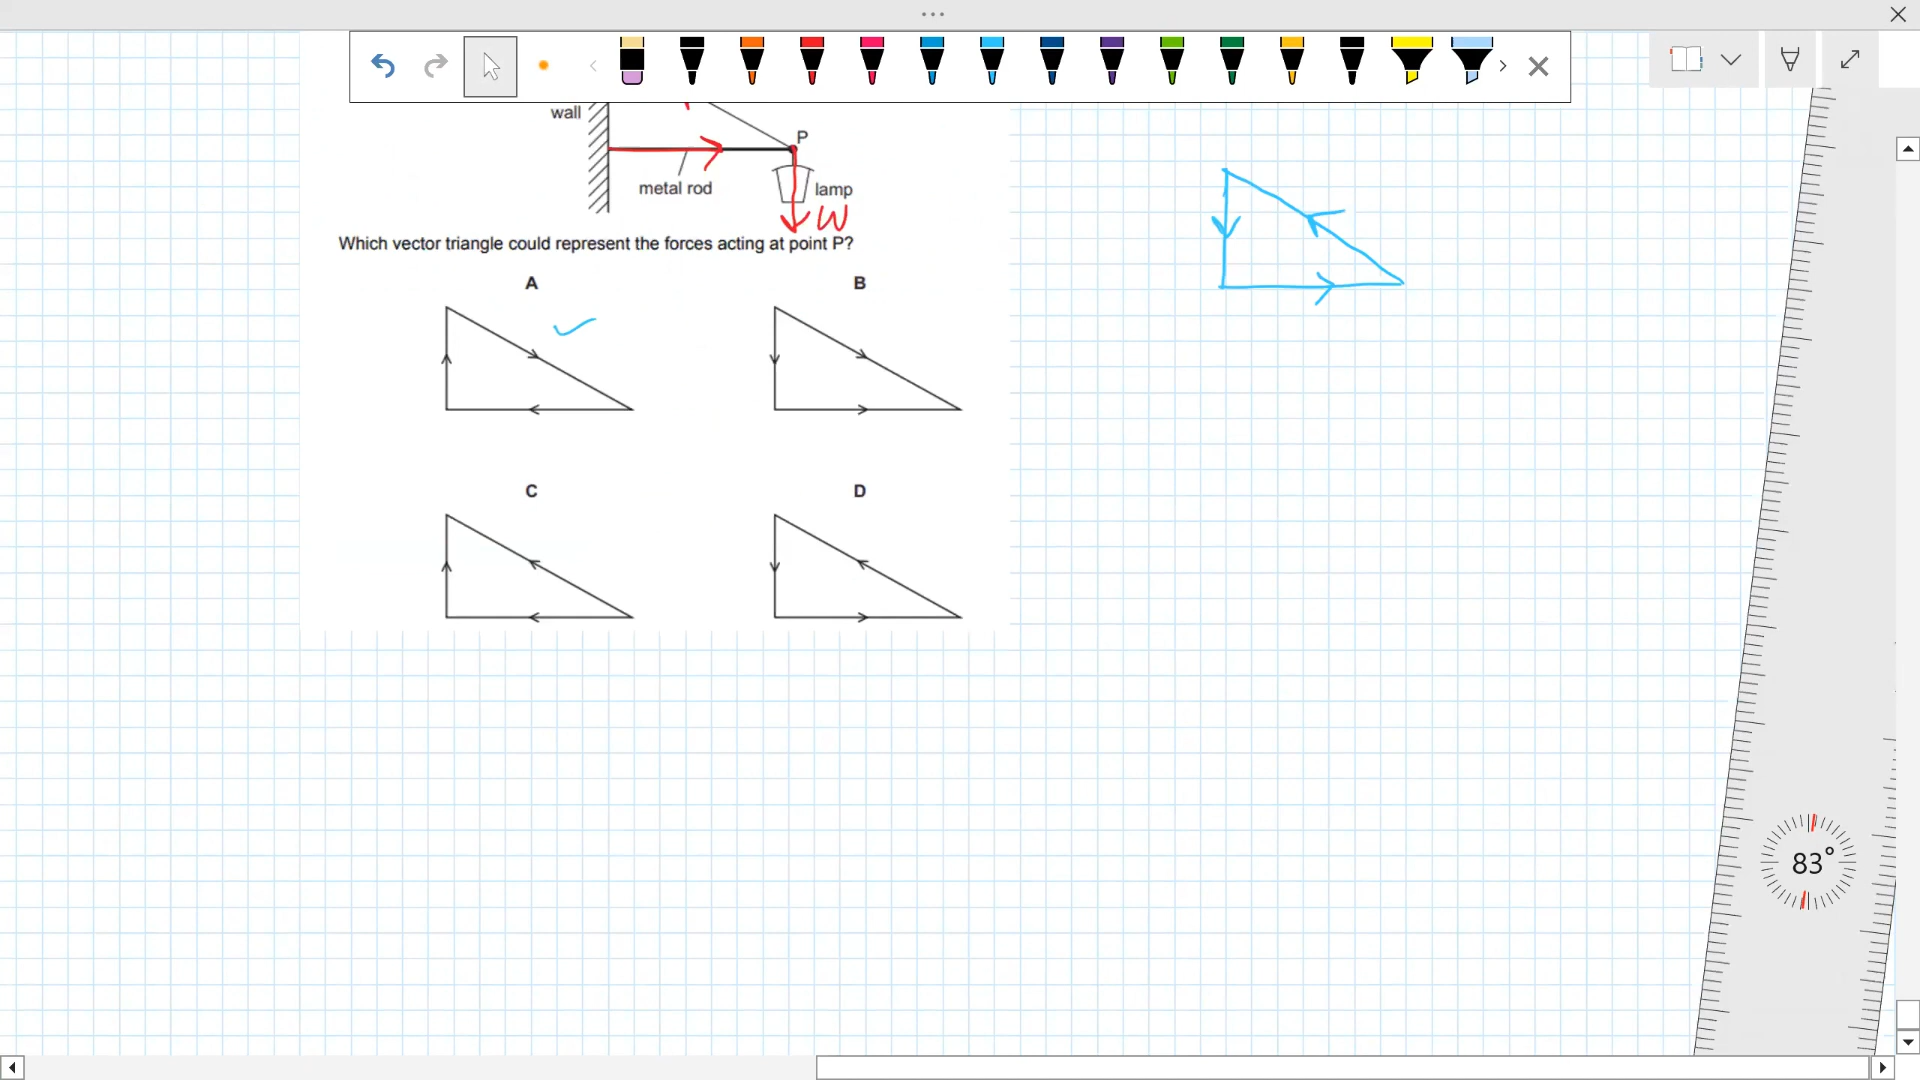 wall
P
metal rod
lamp
W
Which vector triangle could represent the forces acting at point P?
A
B
C
D
83°